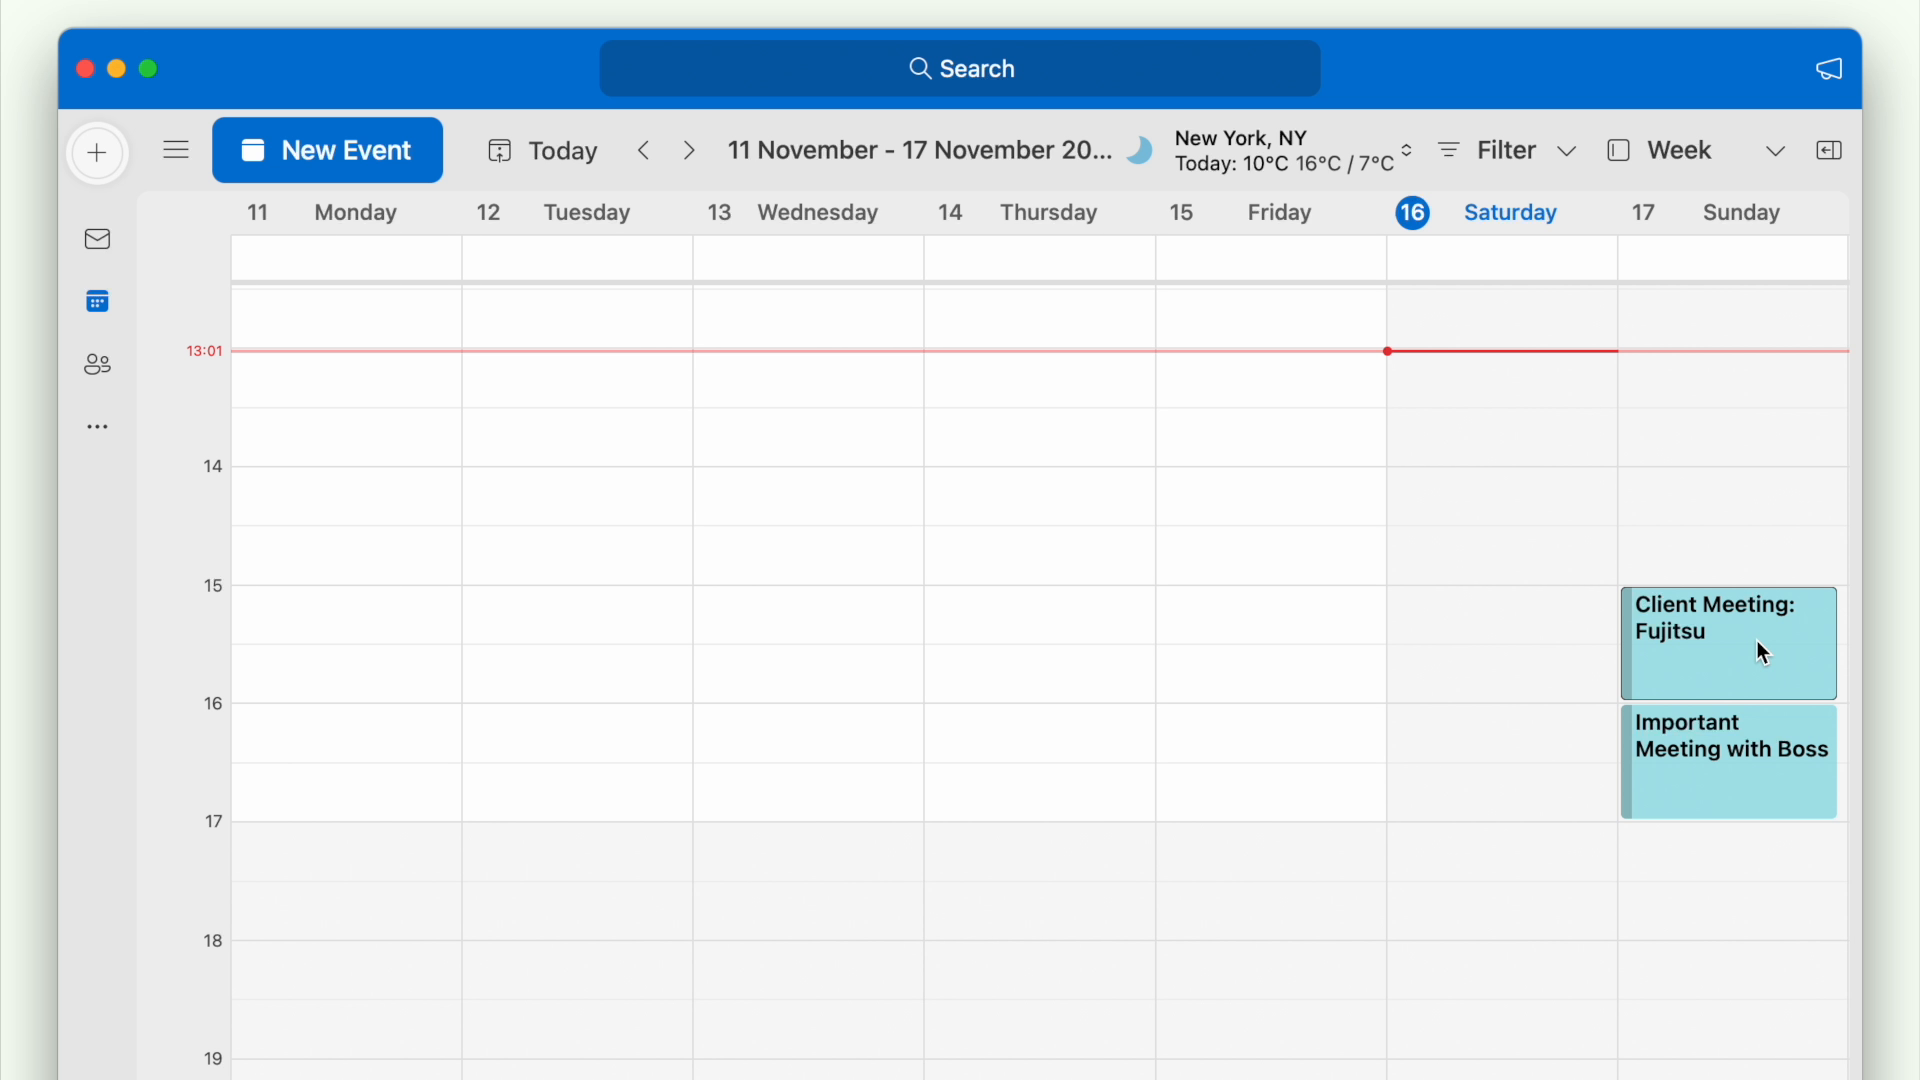 Search
New Event
Today
11 November - 17 November 20...
New York, NY
Today: 10°C 16°C / 7°C
Filter
Week
11 Monday
12 Tuesday
13 Wednesday
14 Thursday
15 Friday
16 Saturday
17 Sunday
13:01
14
15
Client Meeting:
Fujitsu
16
Important
Meeting with Boss
17
18
19